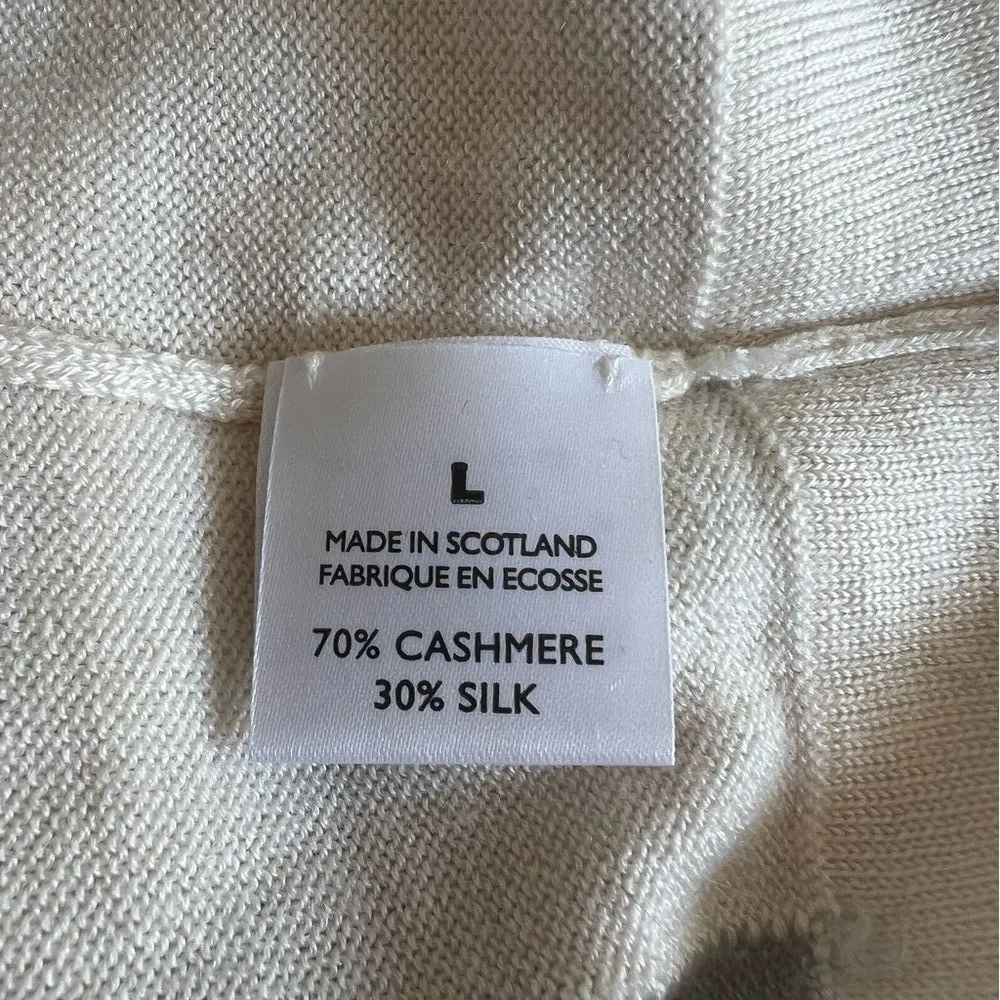 L
MADE IN SCOTLAND
FABRIQUE EN ECOSSE
70% CASHMERE
30% SILK